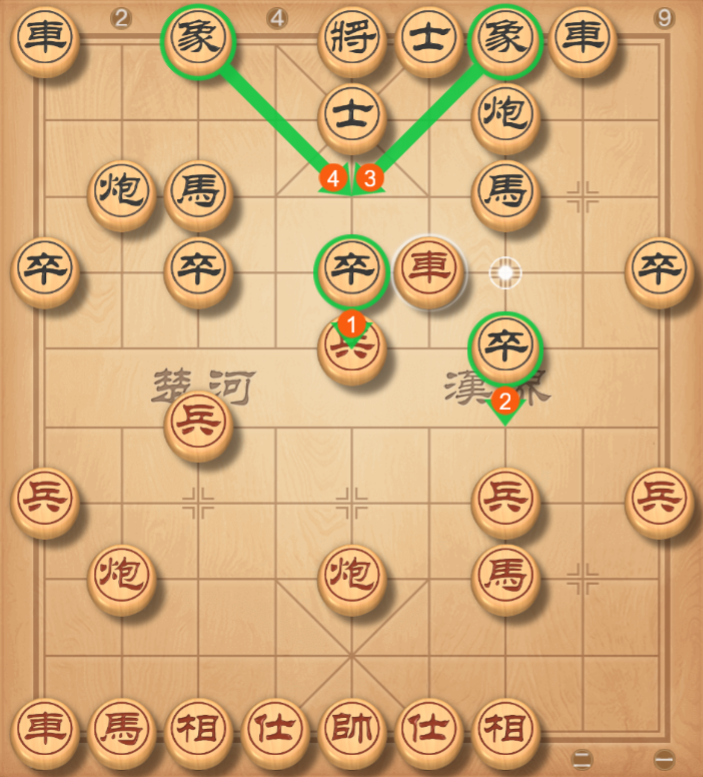 2 4 9
車 象 將 士 象 車
士 炮
炮 馬 4 3 馬
卒 卒 卒 車 卒
1
兵 卒
楚河 漢界
2
兵
兵 兵 兵
炮 炮 馬
車 馬 相 仕 帥 仕 相
二 一